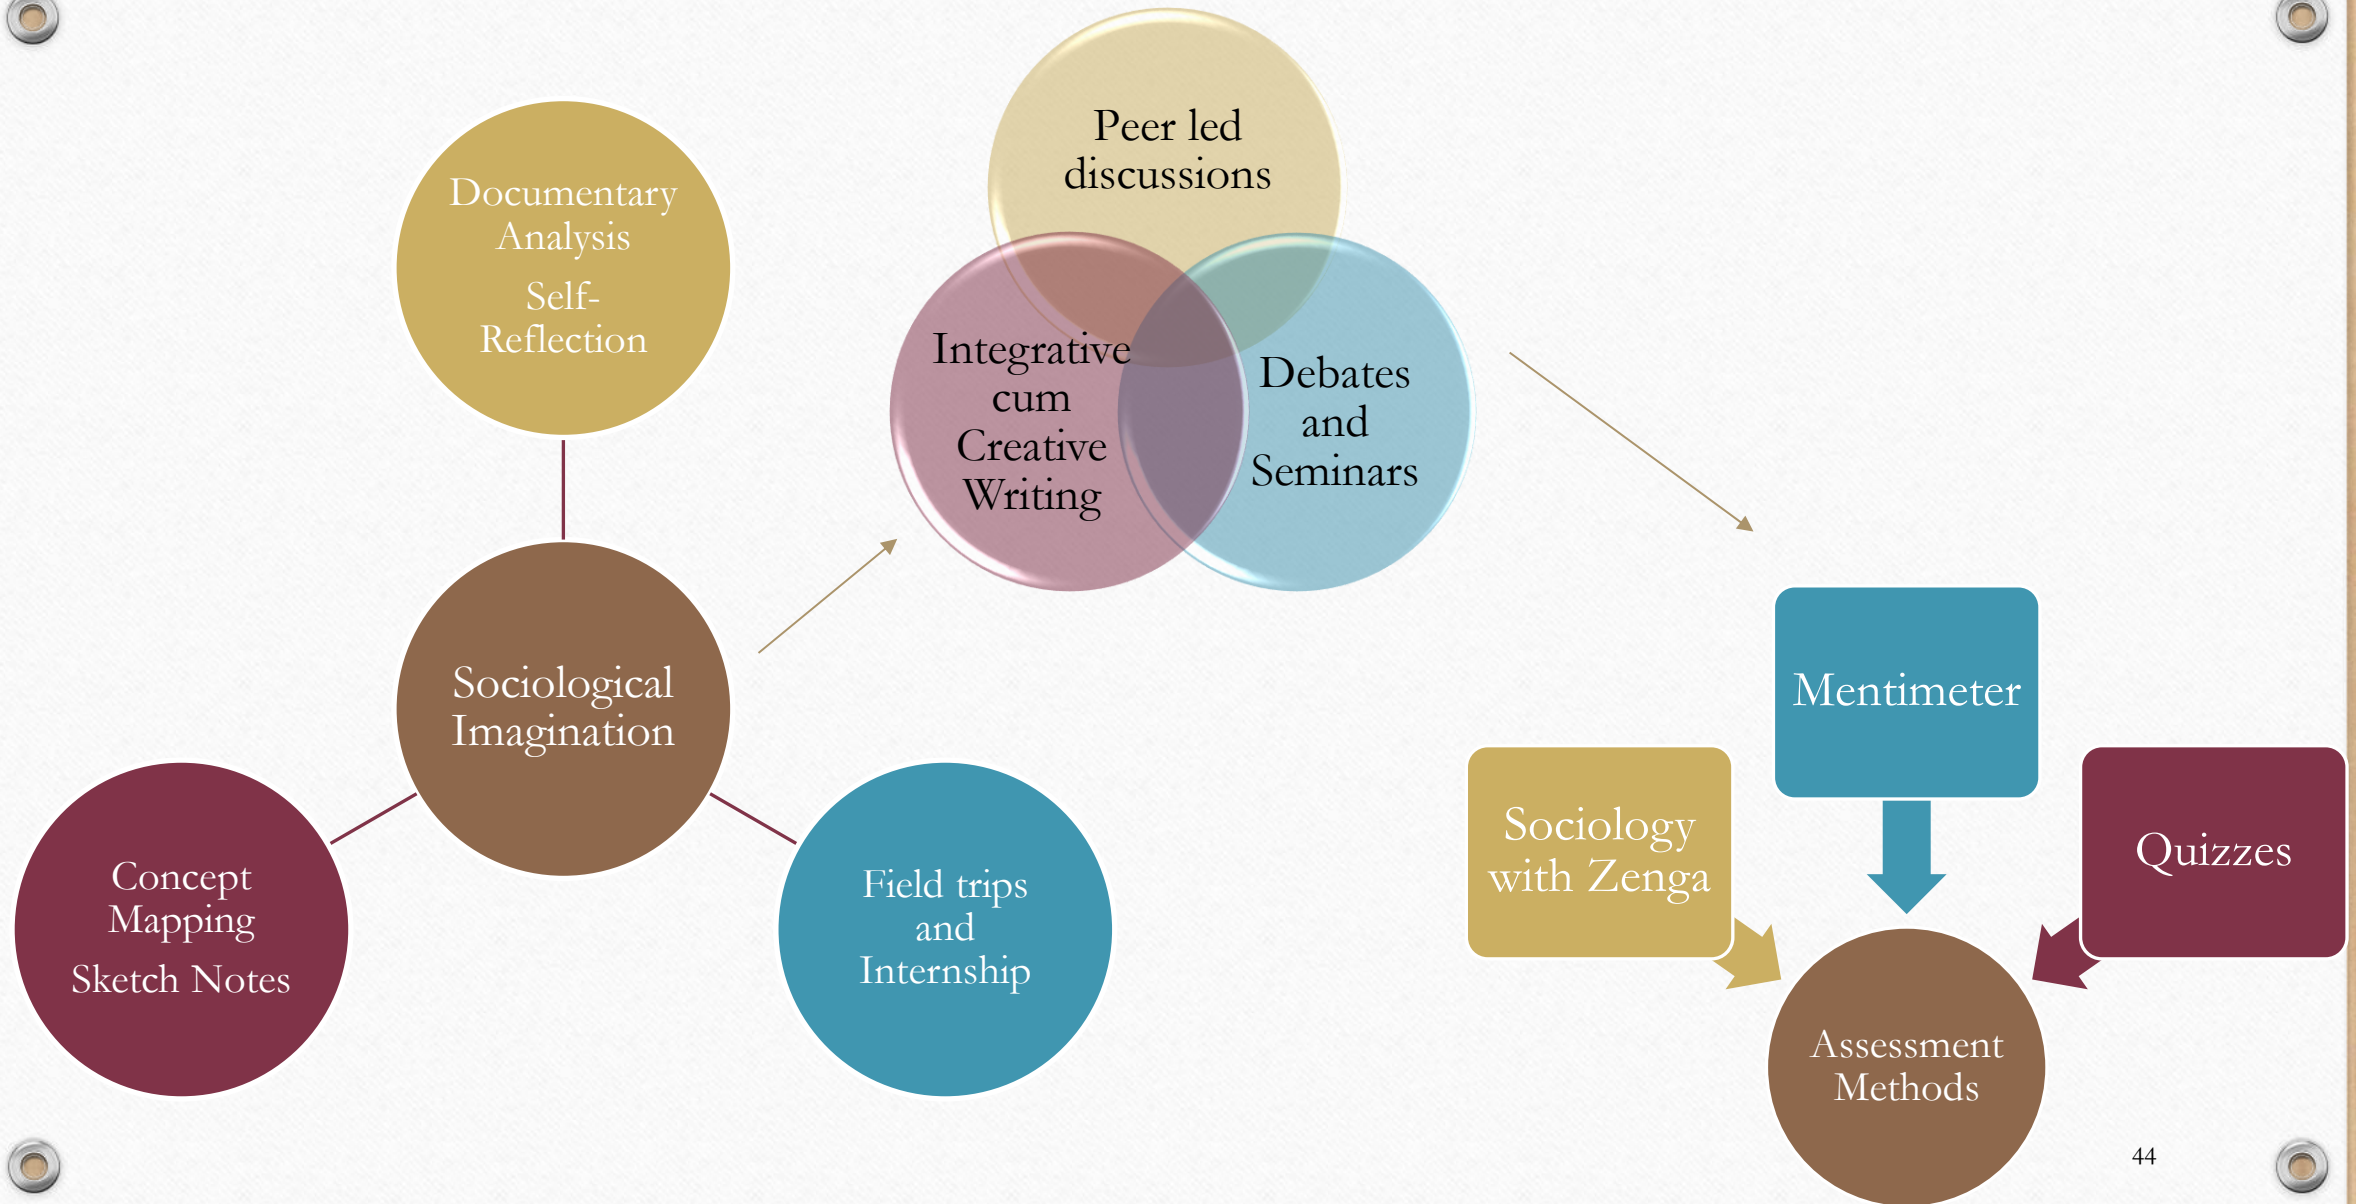 Documentary
Analysis
Self-
Reflection
Sociological
Imagination
Concept
Mapping
Sketch Notes
Field trips
and
Internship
Peer led
discussions
Integrative
cum
Creative
Writing
Debates
and
Seminars
Mentimeter
Sociology
with Zenga
Quizzes
Assessment
Methods
44